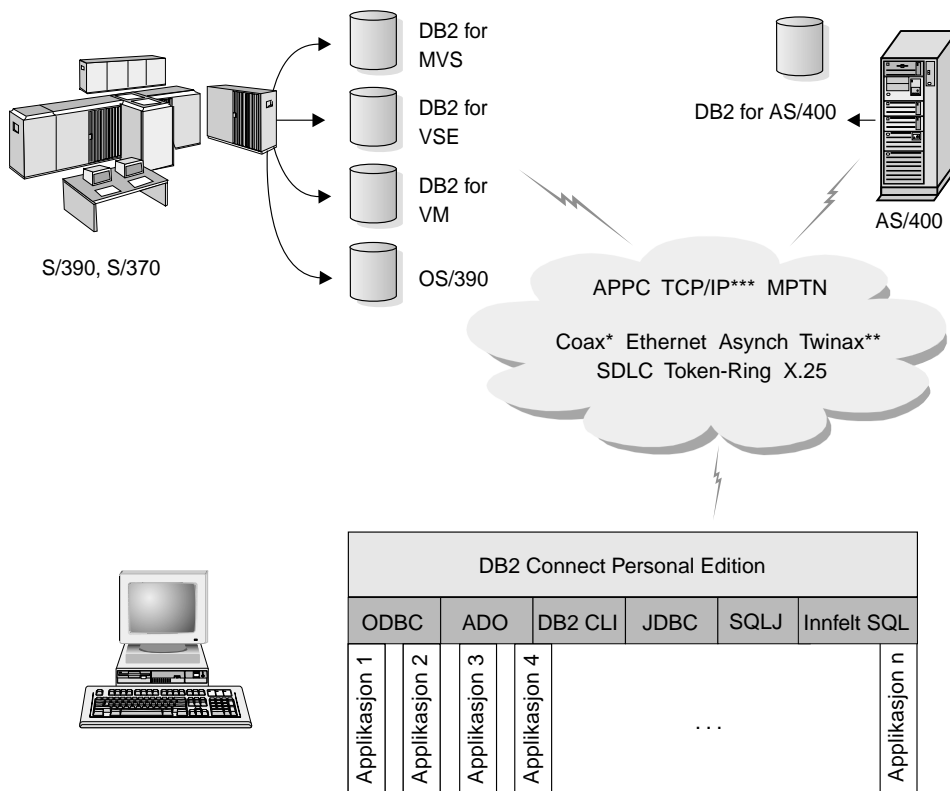 DB2 for
MVS
DB2 for
VSE
DB2 for
VM
OS/390
S/390, S/370
DB2 for AS/400
AS/400
APPC TCP/IP*** MPTN
Coax* Ethernet Asynch Twinax**
SDLC Token-Ring X.25
DB2 Connect Personal Edition
ODBC ADO DB2 CLI JDBC SQLJ Innfelt SQL
Applikasjon 1
Applikasjon 2
Applikasjon 3
Applikasjon 4
. . .
Applikasjon n